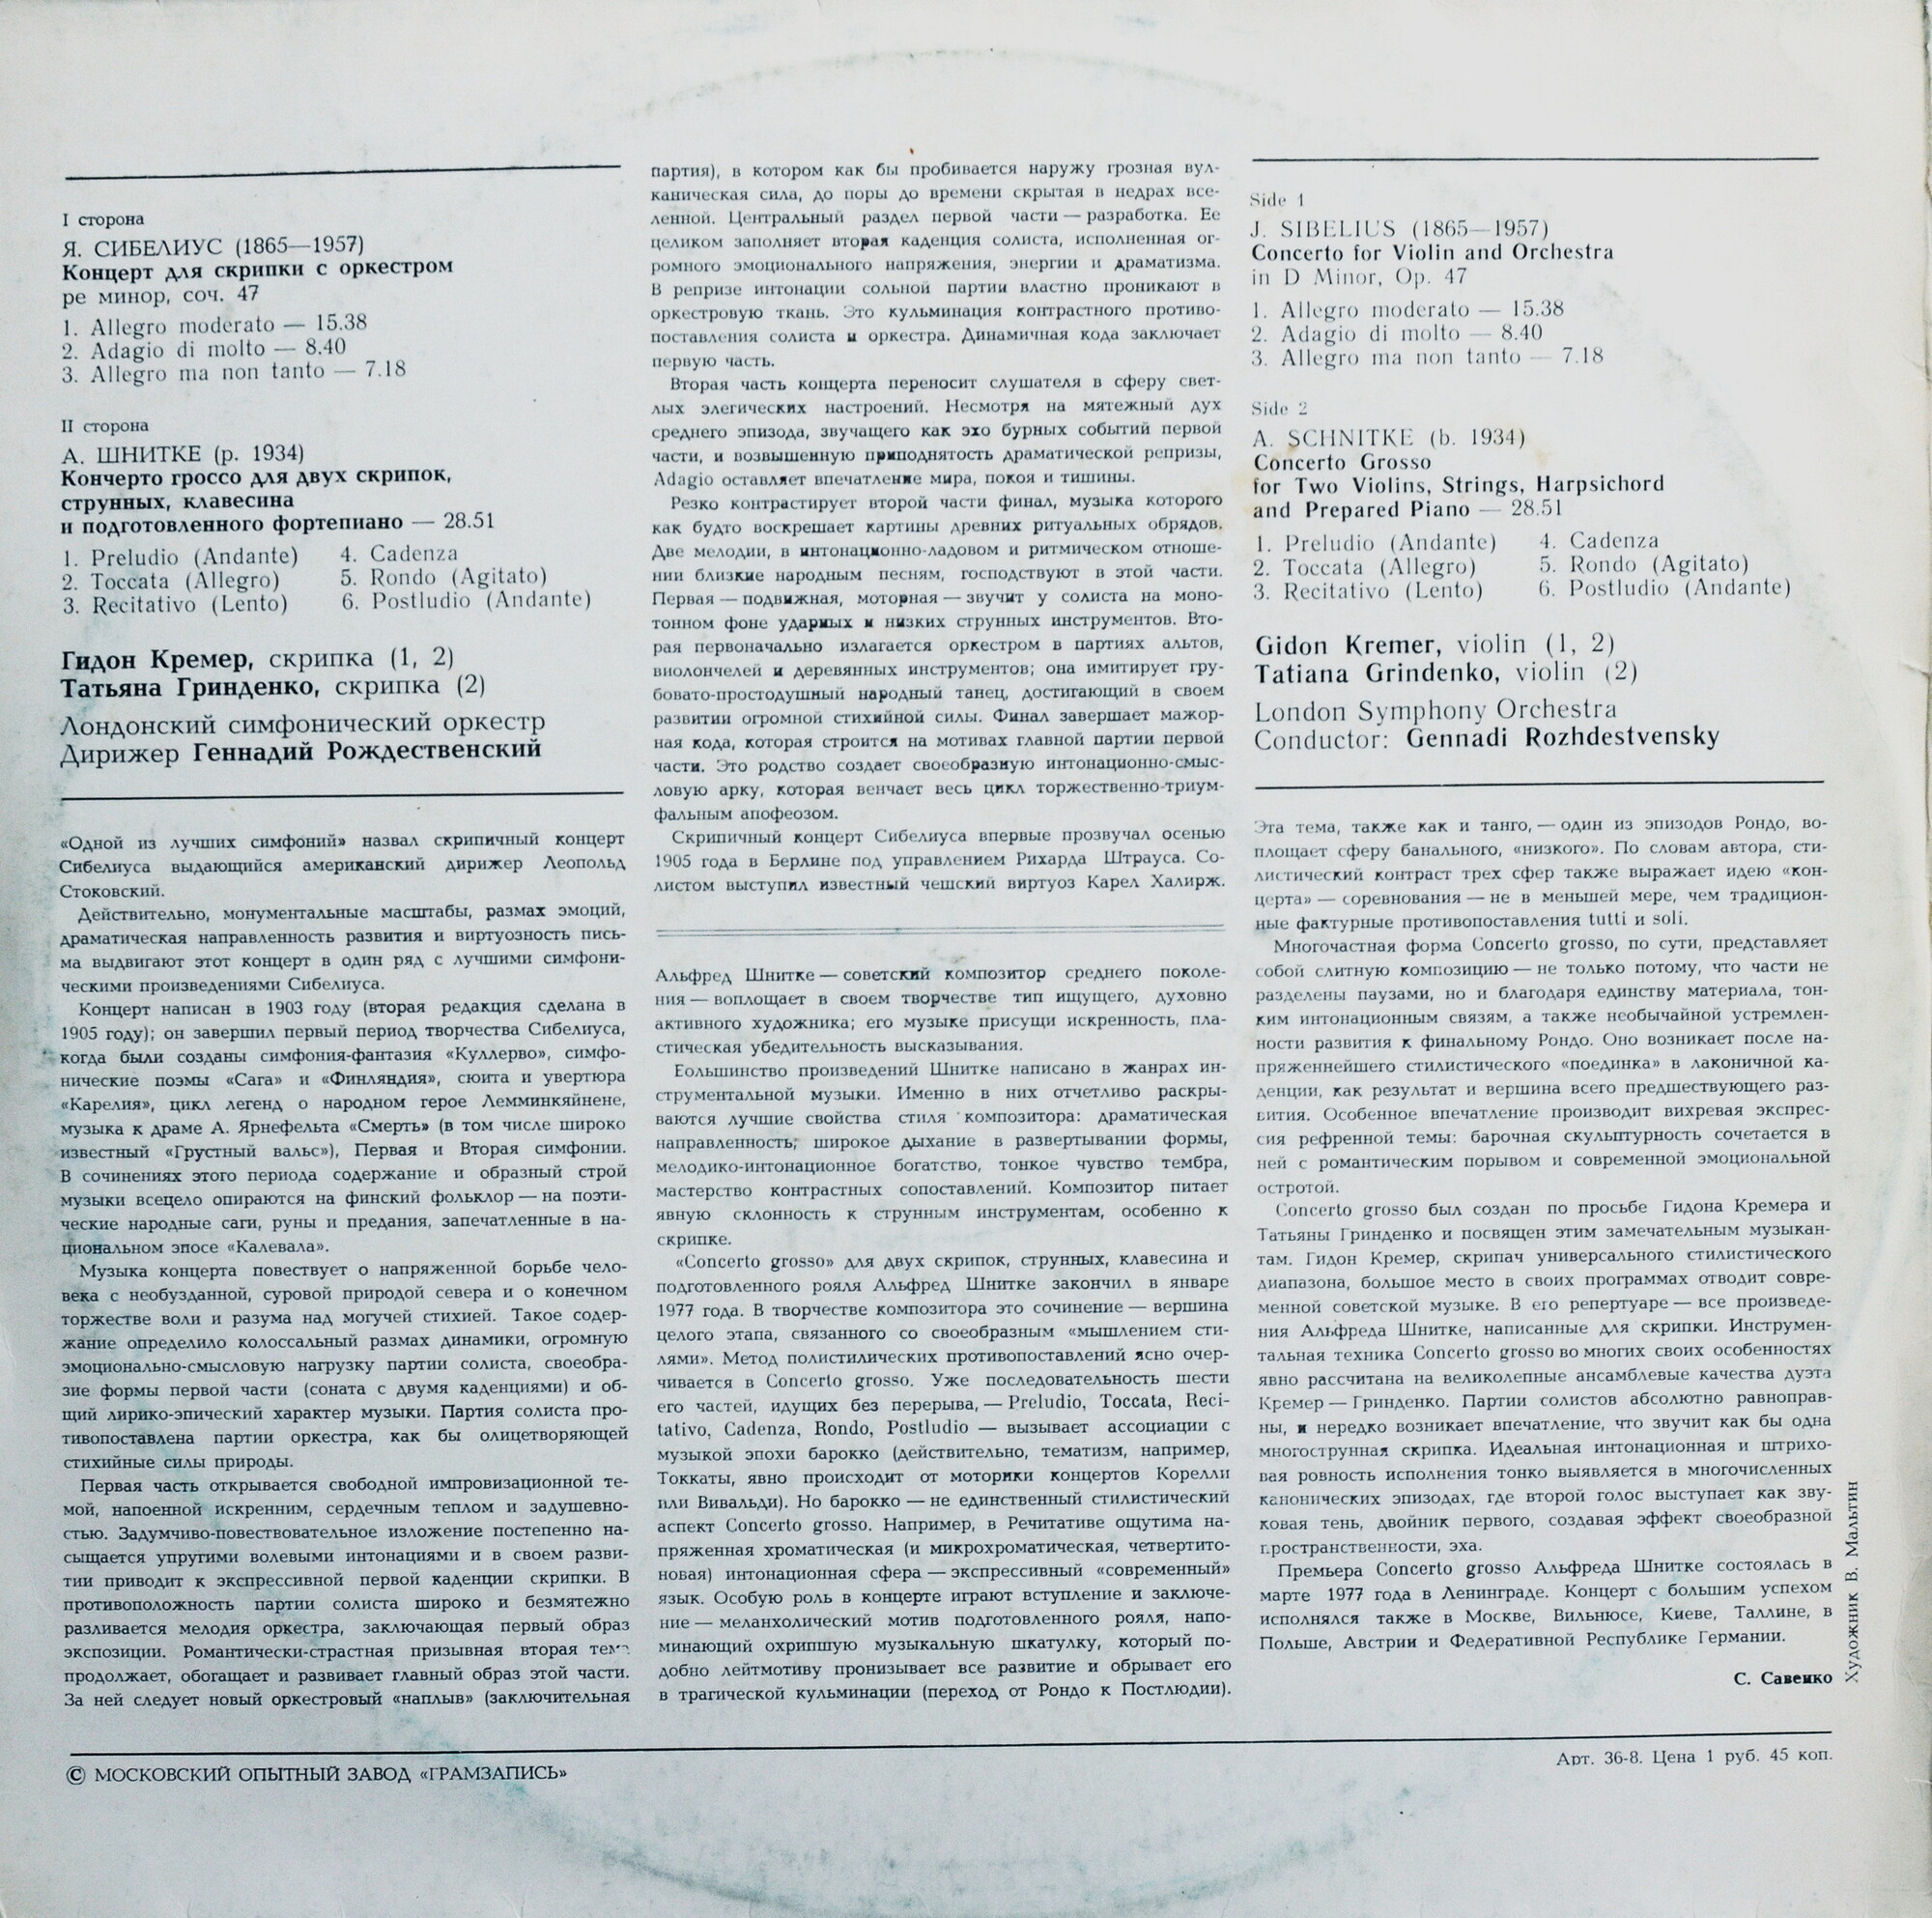 I сторона
Я. СИБЕЛИУС (1865—1957)
Концерт для скрипки с оркестром
ре минор, соч. 47
1. Allegro moderato — 15.38
2. Adagio di molto — 8.40
3. Allegro ma non tanto — 7.18
II сторона
А. ШНИТКЕ (р. 1934)
Кончерто гроссо для двух скрипок,
струнных, клавесина
и подготовленного фортепиано — 28.51
1. Preludio (Andante) 4. Cadenza
2. Toccata (Allegro) 5. Rondo (Agitato)
3. Recitativo (Lento) 6. Postludio (Andante)
Гидон Кремер, скрипка (1, 2)
Татьяна Гринденко, скрипка (2)
Лондонский симфонический оркестр
Дирижер Геннадий Рождественский
«Одной из лучших симфоний» назвал скрипичный концерт
Сибелиуса выдающийся американский дирижер Леопольд
Стоковский.
Действительно, монументальные масштабы, размах эмоций,
драматическая направленность развития и виртуозность пись-
ма выдвигают этот концерт в один ряд с лучшими симфони-
ческими произведениями Сибелиуса.
Концерт написан в 1903 году (вторая редакция сделана в
1905 году); он завершил первый период творчества Сибелиуса,
когда были созданы симфония-фантазия «Куллерво», симфо-
нические поэмы «Сага» и «Финляндия», сюита и увертюра
«Карелия», цикл легенд о народном герое Лемминкяйнене,
музыка к драме А. Ярнефельта «Смерть» (в том числе широко
известный «Грустный вальс»), Первая и Вторая симфонии.
В сочинениях этого периода содержание и образный строй
музыки всецело опираются на финский фольклор — на поэти-
ческие народные саги, руны и предания, запечатленные в на-
циональном эпосе «Калевала».
Музыка концерта повествует о напряженной борьбе чело-
века с необузданной, суровой природой севера и о конечном
торжестве воли и разума над могучей стихией. Такое содер-
жание определило колоссальный размах динамики, огромную
эмоционально-смысловую нагрузку партии солиста, своеобра-
зие формы первой части (соната с двумя каденциями) и об-
щий лирико-эпический характер музыки. Партия солиста про-
тивопоставлена партии оркестра, как бы олицетворяющей
стихийные силы природы.
Первая часть открывается свободной импровизационной те-
мой, напоенной искренним, сердечным теплом и задушевно-
стью. Задумчиво-повествовательное изложение постепенно на-
сыщается упругими волевыми интонациями и в своем разви-
тии приводит к экспрессивной первой каденции скрипки. В
противоположность партии солиста широко и безмятежно
разливается мелодия оркестра, заключающая первый образ
экспозиции. Романтически-страстная призывная вторая тема
продолжает, обогащает и развивает главный образ этой части.
За ней следует новый оркестровый «наплыв» (заключительная
партия), в котором как бы пробивается наружу грозная вул-
каническая сила, до поры до времени скрытая в недрах все-
ленной. Центральный раздел первой части — разработка. Ее
целиком заполняет вторая каденция солиста, исполненная ог-
ромного эмоционального напряжения, энергии и драматизма.
В репризе интонации сольной партии властно проникают в
оркестровую ткань. Это кульминация контрастного противо-
поставления солиста и оркестра. Динамичная кода заключает
первую часть.
Вторая часть концерта переносит слушателя в сферу свет-
лых элегических настроений. Несмотря на мятежный дух
среднего эпизода, звучащего как эхо бурных событий первой
части, и возвышенную приподнятость драматической репризы,
Adagio оставляет впечатление мира, покоя и тишины.
Резко контрастирует второй части финал, музыка которого
как будто воскрешает картины древних ритуальных обрядов.
Две мелодии, в интонационно-ладовом и ритмическом отноше-
нии близкие народным песням, господствуют в этой части.
Первая — подвижная, моторная — звучит у солиста на моно-
тонном фоне ударных и низких струнных инструментов. Вто-
рая первоначально излагается оркестром в партиях альтов,
виолончелей и деревянных инструментов; она имитирует гру-
бовато-простодушный народный танец, достигающий в своем
развитии огромной стихийной силы. Финал завершает мажор-
ная кода, которая строится на мотивах главной партии первой
части. Это родство создает своеобразную интонационно-смыс-
ловую арку, которая венчает весь цикл торжественно-триум-
фальным апофеозом.
Скрипичный концерт Сибелиуса впервые прозвучал осенью
1905 года в Берлине под управлением Рихарда Штрауса. Со-
листом выступил известный чешский виртуоз Карел Халирж.
Альфред Шнитке — советский композитор среднего поколе-
ния — воплощает в своем творчестве тип ищущего, духовно
активного художника; его музыке присущи искренность, пла-
стическая убедительность высказывания.
Большинство произведений Шнитке написано в жанрах ин-
струментальной музыки. Именно в них отчетливо раскры-
ваются лучшие свойства стиля композитора: драматическая
направленность, широкое дыхание в развертывании формы,
мелодико-интонационное богатство, тонкое чувство тембра,
мастерство контрастных сопоставлений. Композитор питает
явную склонность к струнным инструментам, особенно к
скрипке.
«Concerto grosso» для двух скрипок, струнных, клавесина и
подготовленного рояля Альфред Шнитке закончил в январе
1977 года. В творчестве композитора это сочинение — вершина
целого этапа, связанного со своеобразным «мышлением сти-
лями». Метод полистилических противопоставлений ясно очер-
чивается в Concerto grosso. Уже последовательность шести
его частей, идущих без перерыва, — Preludio, Toccata, Reci-
tativo, Cadenza, Rondo, Postludio — вызывает ассоциации с
музыкой эпохи барокко (действительно, тематизм, например,
Токкаты, явно происходит от моторики концертов Корелли
или Вивальди). Но барокко — не единственный стилистический
аспект Concerto grosso. Например, в Речитативе ощутима на-
пряженная хроматическая (и микрохроматическая, четвертито-
новая) интонационная сфера — экспрессивный «современный»
язык. Особую роль в концерте играют вступление и заключе-
ние — меланхолический мотив подготовленного рояля, напо-
минающий охрипшую музыкальную шкатулку, который по-
добно лейтмотиву пронизывает все развитие и обрывает его
в трагической кульминации (переход от Рондо к Постлюдии).
Side 1
J. SIBELIUS (1865—1957)
Concerto for Violin and Orchestra
in D Minor, Op. 47
1. Allegro moderato — 15.38
2. Adagio di molto — 8.40
3. Allegro ma non tanto — 7.18
Side 2
A. SCHNITKE (b. 1934)
Concerto Grosso
for Two Violins, Strings, Harpsichord
and Prepared Piano — 28.51
1. Preludio (Andante) 4. Cadenza
2. Toccata (Allegro) 5. Rondo (Agitato)
3. Recitativo (Lento) 6. Postludio (Andante)
Gidon Kremer, violin (1, 2)
Tatiana Grindenko, violin (2)
London Symphony Orchestra
Conductor: Gennadi Rozhdestvensky
Эта тема, также как и танго, — один из эпизодов Рондо, во-
площает сферу банального, «низкого». По словам автора, сти-
листический контраст трех сфер также выражает идею «кон-
церта» — соревнования — не в меньшей мере, чем традицион-
ные фактурные противопоставления tutti и soli.
Многочастная форма Concerto grosso, по сути, представляет
собой слитную композицию — не только потому, что части не
разделены паузами, но и благодаря единству материала, тон-
ким интонационным связям, а также необычайной устремлен-
ности развития к финальному Рондо. Оно возникает после на-
пряженнейшего стилистического «поединка» в лаконичной ка-
денции, как результат и вершина всего предшествующего раз-
вития. Особенное впечатление производит вихревая экспрес-
сия рефренной темы: барочная скульптурность сочетается в
ней с романтическим порывом и современной эмоциональной
остротой.
Concerto grosso был создан по просьбе Гидона Кремера и
Татьяны Гринденко и посвящен этим замечательным музыкан-
там. Гидон Кремер, скрипач универсального стилистического
диапазона, большое место в своих программах отводит совре-
менной советской музыке. В его репертуаре — все произведе-
ния Альфреда Шнитке, написанные для скрипки. Инструмен-
тальная техника Concerto grosso во многих своих особенностях
явно рассчитана на великолепные ансамблевые качества дуэта
Кремер — Гринденко. Партии солистов абсолютно равноправ-
ны, и нередко возникает впечатление, что звучит как бы одна
многострунная скрипка. Идеальная интонационная и штрихо-
вая ровность исполнения тонко выявляется в многочисленных
канонических эпизодах, где второй голос выступает как зву-
ковая тень, двойник первого, создавая эффект своеобразной
пространственности, эха.
Премьера Concerto grosso Альфреда Шнитке состоялась в
марте 1977 года в Ленинграде. Концерт с большим успехом
исполнялся также в Москве, Вильнюсе, Киеве, Таллине, в
Польше, Австрии и Федеративной Республике Германии.
С. Савенко
Художник В. Мальгин
© МОСКОВСКИЙ ОПЫТНЫЙ ЗАВОД «ГРАМЗАПИСЬ»
Арт. 36-8. Цена 1 руб. 45 коп.